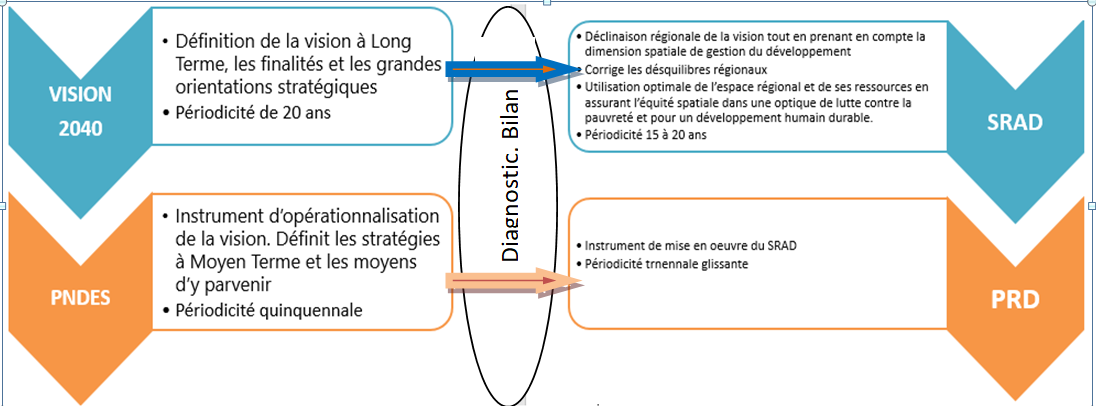 VISION
2040
• Définition de la vision à Long
Terme, les finalités et les grandes
orientations stratégiques
• Périodicité de 20 ans
Diagnostic. Bilan
• Déclinaison régionale de la vision tout en prenant en compte la
dimension spatiale de gestion du développement
• Corrige les désquilibres régionaux
• Utilisation optimale de l'espace régional et de ses ressources en
assurant l'équité spatiale dans une optique de lutte contre la
pauvreté et pour un développement humain durable.
• Périodicité 15 à 20 ans
SRAD
PNDES
• Instrument d'opérationnalisation
de la vision. Définit les stratégies
à Moyen Terme et les moyens
d'y parvenir
• Périodicité quinquennale
• Instrument de mise en oeuvre du SRAD
• Périodicité trnennale glissante
PRD